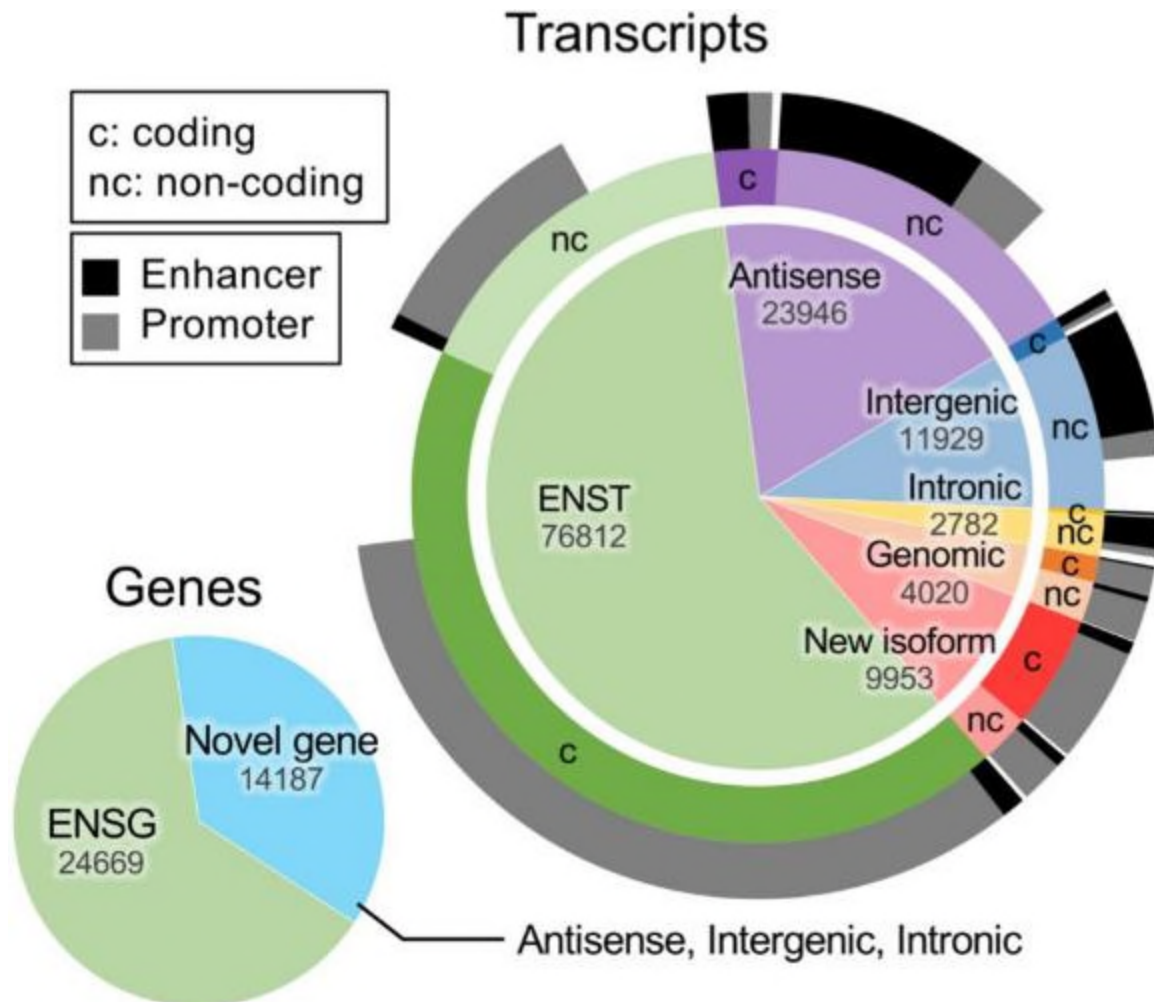 Transcripts
c: coding
nc: non-coding
Enhancer
Promoter
c
nc
nc
Antisense
23946
c
Intergenic
11929
nc
Intronic
2782
c
nc
Genomic
4020
c
nc
New isoform
9953
c
nc
ENST
76812
c
Genes
Novel gene
14187
ENSG
24669
Antisense, Intergenic, Intronic